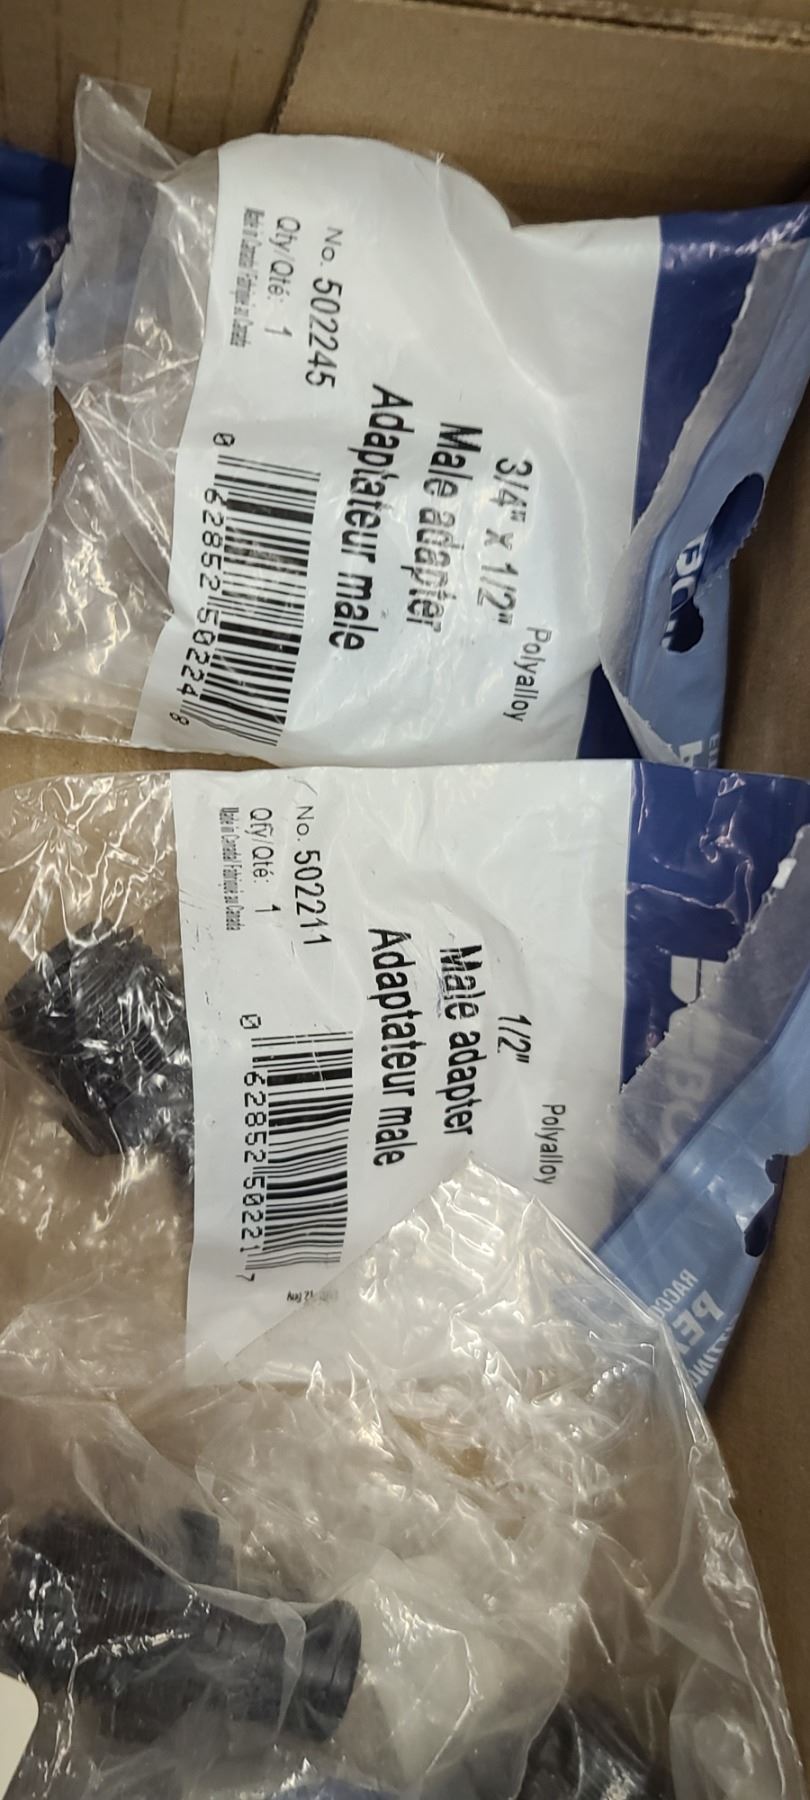 Polyalloy
3/4" x 1/2"
Male adapter
Adaptateur male
No. 502245
Qty/Qté: 1
Made in Canada/Fabriqué au Canada
0 62852 50224 8
Polyalloy
1/2"
Male adapter
Adaptateur male
No. 502211
Qty/Qté: 1
Made in Canada/Fabriqué au Canada
0 62852 50221 7